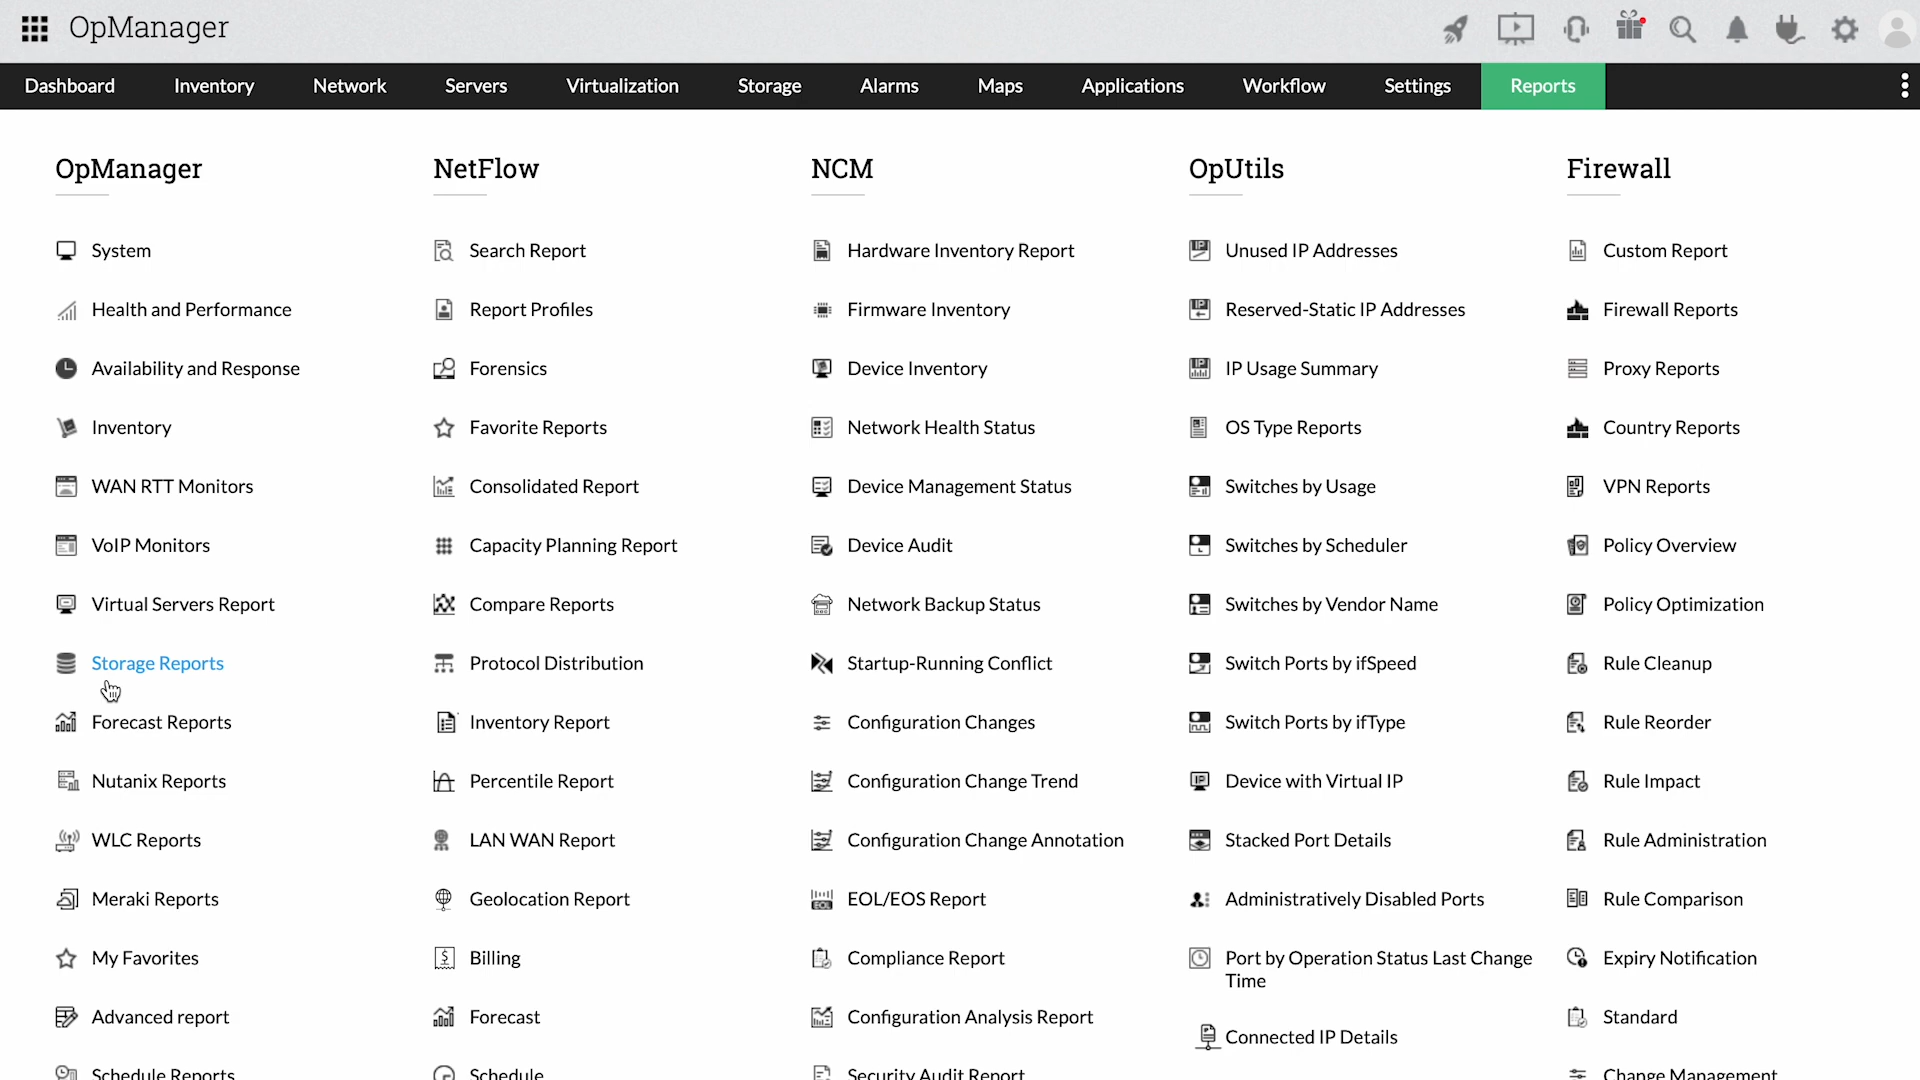 OpManager
Dashboard
Inventory
Network
Servers
Virtualization
Storage
Alarms
Maps
Applications
Workflow
Settings
Reports
OpManager
System
Health and Performance
Availability and Response
Inventory
WAN RTT Monitors
VoIP Monitors
Virtual Servers Report
Storage Reports
Forecast Reports
Nutanix Reports
WLC Reports
Meraki Reports
My Favorites
Advanced report
Schedule Reports
NetFlow
Search Report
Report Profiles
Forensics
Favorite Reports
Consolidated Report
Capacity Planning Report
Compare Reports
Protocol Distribution
Inventory Report
Percentile Report
LAN WAN Report
Geolocation Report
Billing
Forecast
Schedule
NCM
Hardware Inventory Report
Firmware Inventory
Device Inventory
Network Health Status
Device Management Status
Device Audit
Network Backup Status
Startup-Running Conflict
Configuration Changes
Configuration Change Trend
Configuration Change Annotation
EOL/EOS Report
Compliance Report
Configuration Analysis Report
Security Audit Report
OpUtils
Unused IP Addresses
Reserved-Static IP Addresses
IP Usage Summary
OS Type Reports
Switches by Usage
Switches by Scheduler
Switches by Vendor Name
Switch Ports by ifSpeed
Switch Ports by ifType
Device with Virtual IP
Stacked Port Details
Administratively Disabled Ports
Port by Operation Status Last Change
Time
Connected IP Details
Firewall
Custom Report
Firewall Reports
Proxy Reports
Country Reports
VPN Reports
Policy Overview
Policy Optimization
Rule Cleanup
Rule Reorder
Rule Impact
Rule Administration
Rule Comparison
Expiry Notification
Standard
Change Management